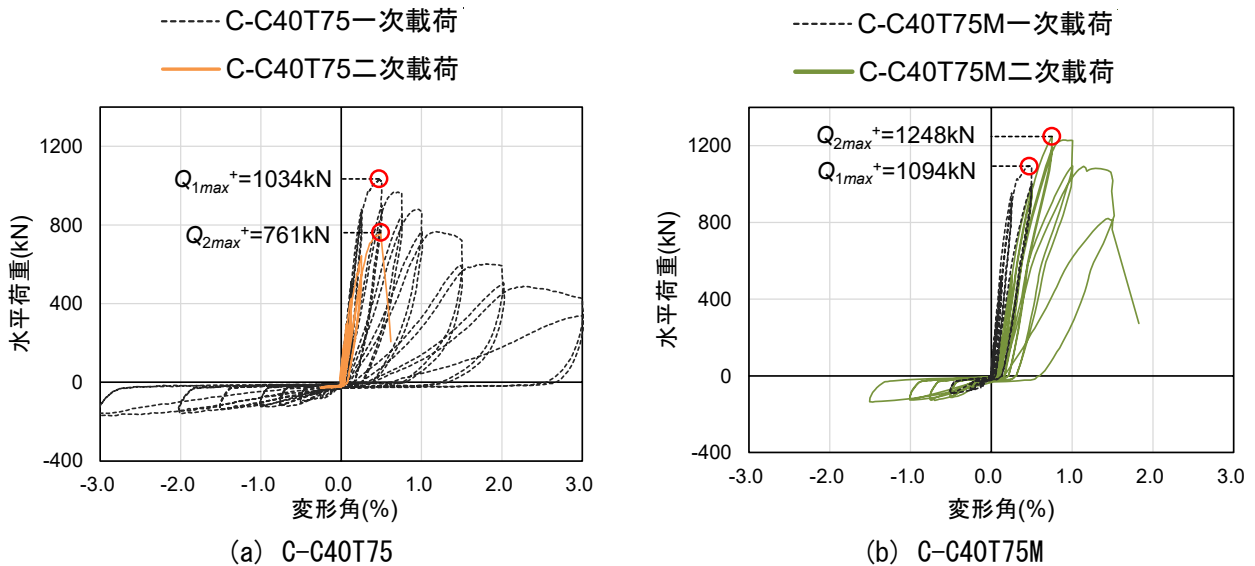 C-C40T75一次載荷
C-C40T75二次載荷
1200
800
400
0
-400
水平荷重(kN)
Q1max+=1034kN
Q2max+=761kN
-3.0 -2.0 -1.0 0.0 1.0 2.0 3.0
変形角(%)
(a) C-C40T75
C-C40T75M一次載荷
C-C40T75M二次載荷
1200
800
400
0
-400
水平荷重(kN)
Q2max+=1248kN
Q1max+=1094kN
-3.0 -2.0 -1.0 0.0 1.0 2.0 3.0
変形角(%)
(b) C-C40T75M